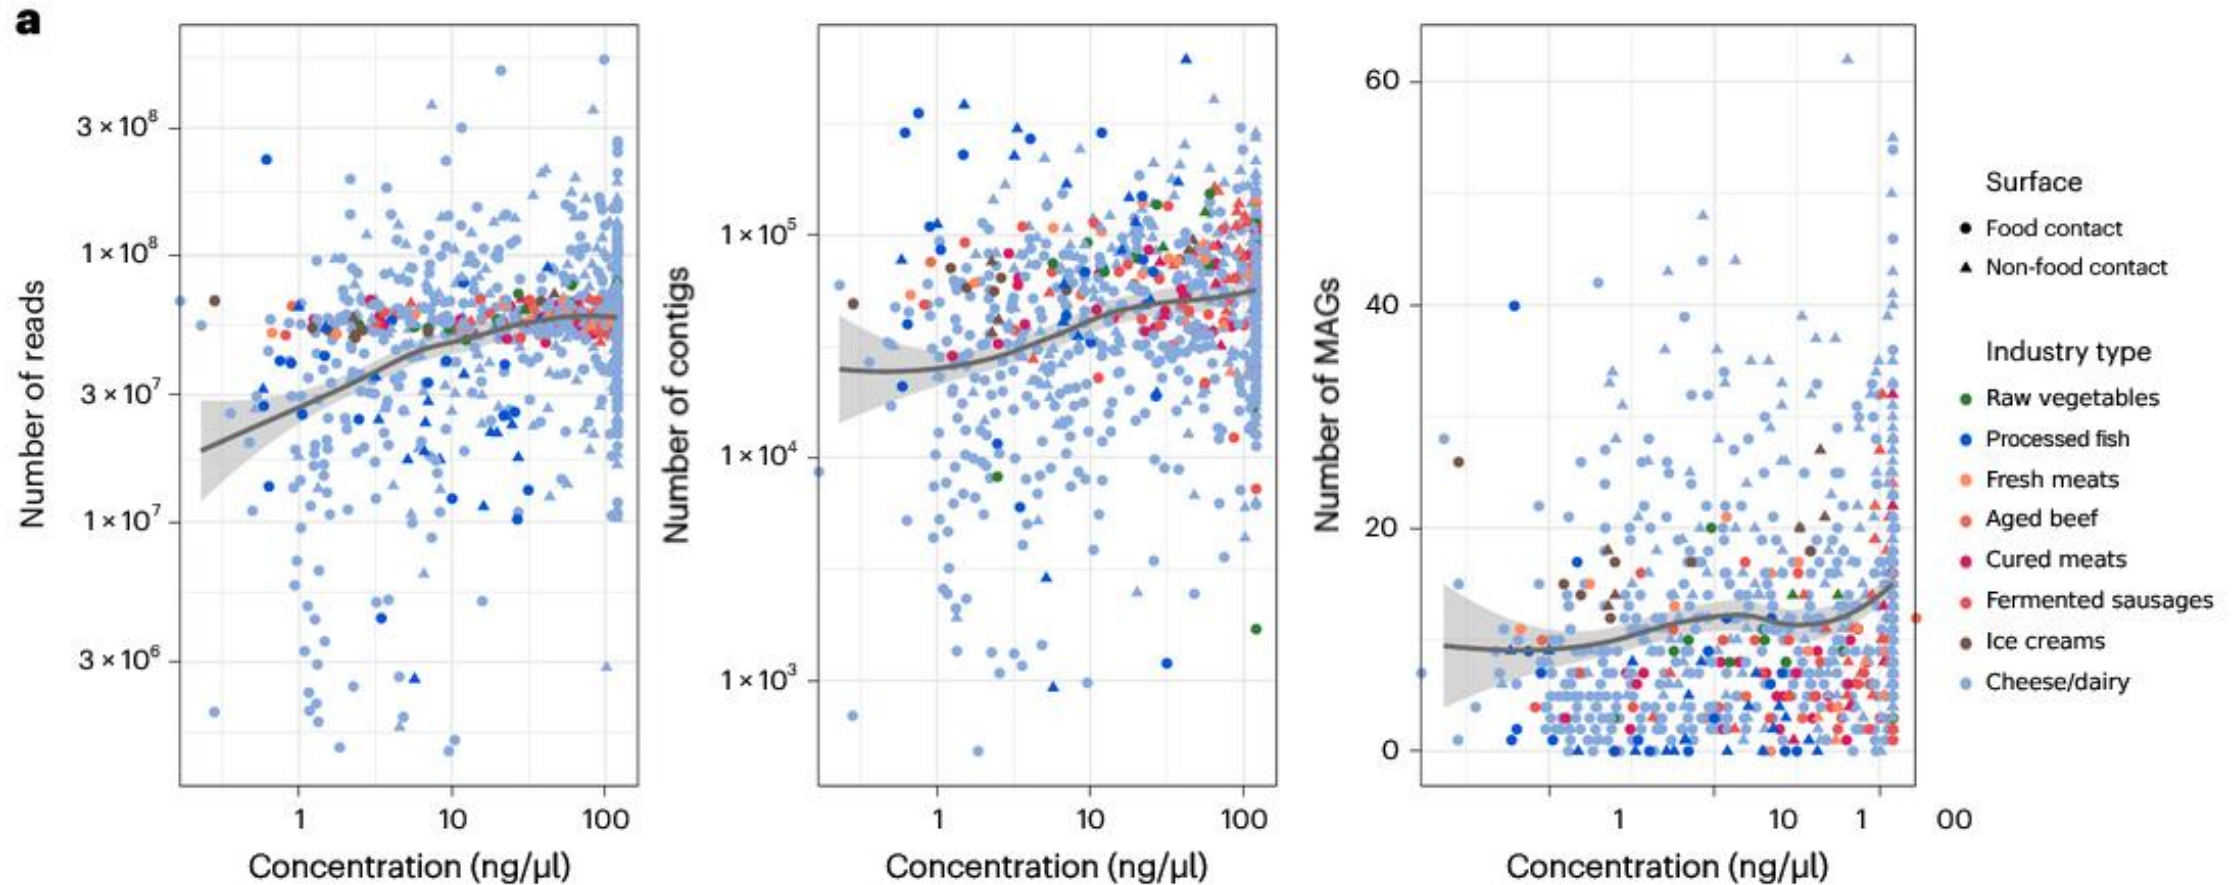 a
Number of reads
3 × 10⁸
1 × 10⁸
3 × 10⁷
1 × 10⁷
3 × 10⁶
1 10 100
Concentration (ng/µl)
Number of contigs
1 × 10⁵
1 × 10⁴
1 × 10³
1 10 100
Concentration (ng/µl)
Number of MAGs
60
40
20
0
1 10 1 00
Concentration (ng/µl)
Surface
Food contact
Non-food contact
Industry type
Raw vegetables
Processed fish
Fresh meats
Aged beef
Cured meats
Fermented sausages
Ice creams
Cheese/dairy